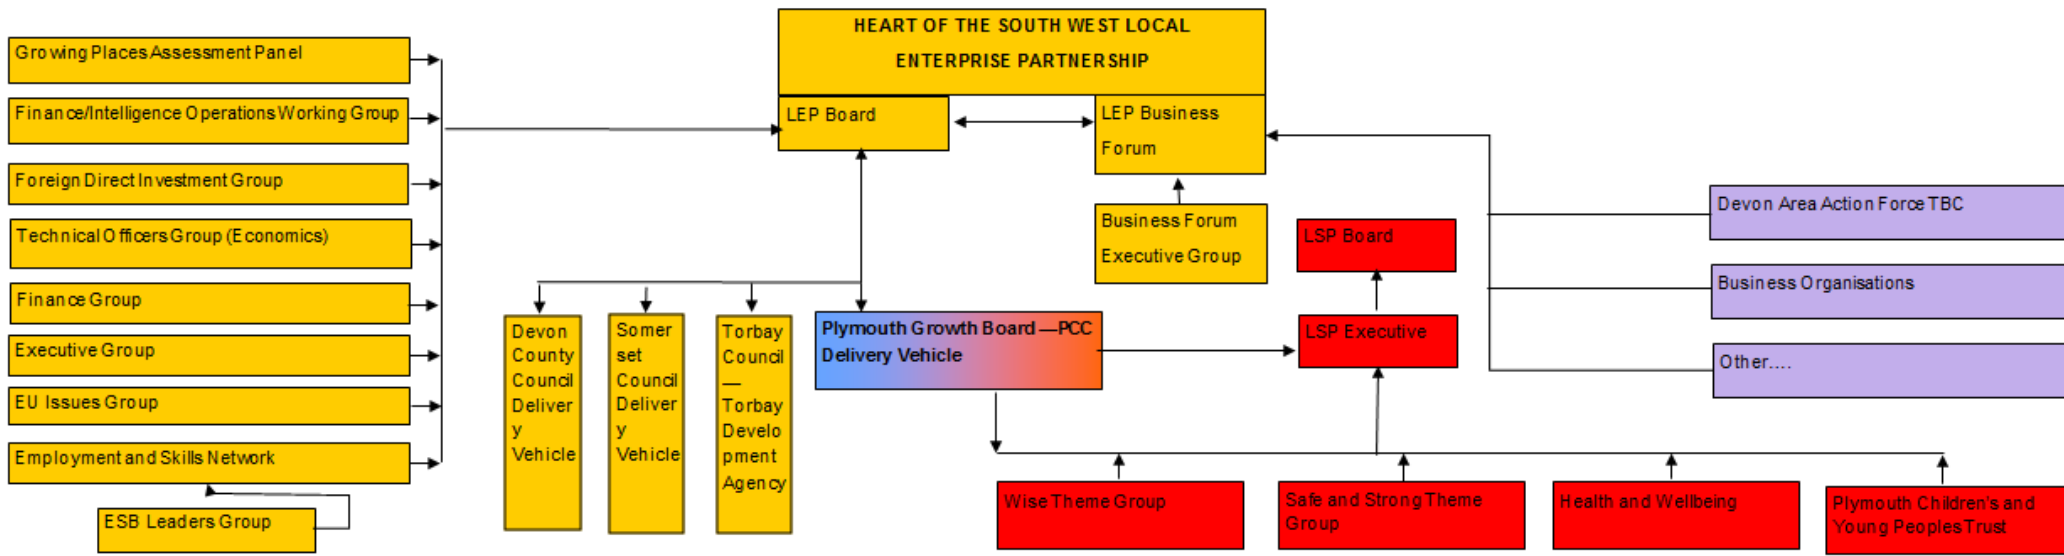 HEART OF THE SOUTH WEST LOCAL
ENTERPRISE PARTNERSHIP
Growing Places Assessment Panel
Finance/Intelligence Operations Working Group
Foreign Direct Investment Group
Technical Officers Group (Economics)
Finance Group
Executive Group
EU Issues Group
Employment and Skills Network
ESB Leaders Group
LEP Board
LEP Business
Forum
Business Forum
Executive Group
LSP Board
LSP Executive
Devon Area Action Force TBC
Business Organisations
Other....
Devon
County
Council
Deliver
y
Vehicle
Somer
set
Council
Deliver
y
Vehicle
Torbay
Council
—
Torbay
Develo
pment
Agency
Plymouth Growth Board —PCC
Delivery Vehicle
Wise Theme Group
Safe and Strong Theme
Group
Health and Wellbeing
Plymouth Children's and
Young Peoples Trust